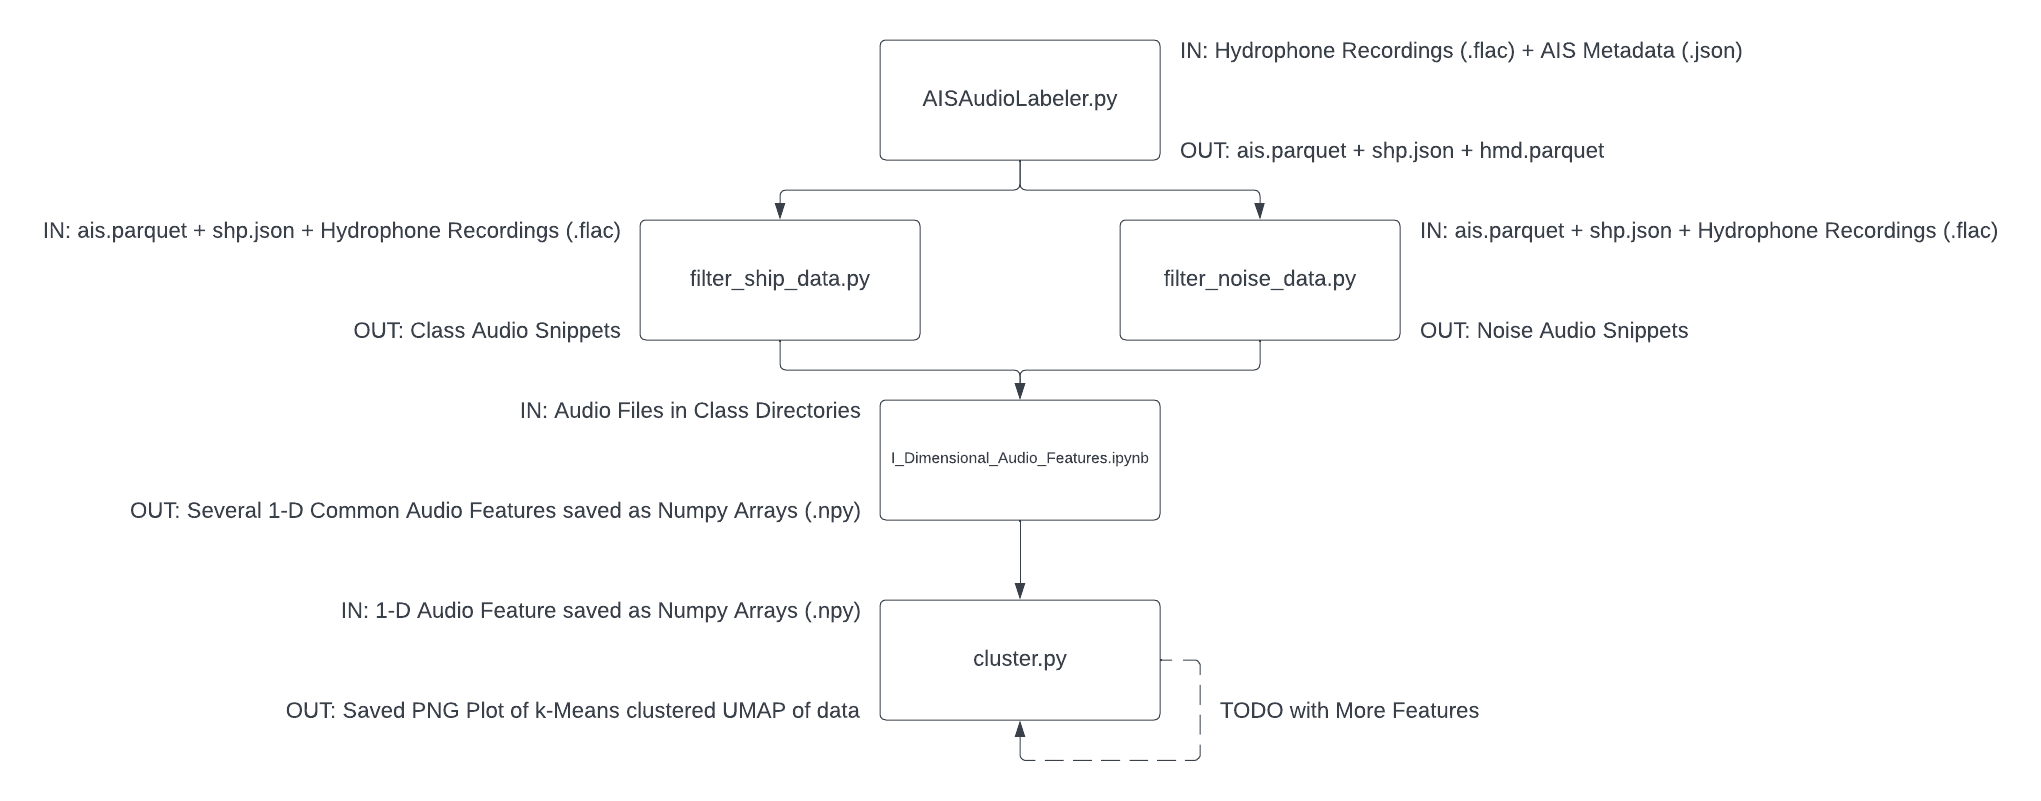 IN: Hydrophone Recordings (.flac) + AIS Metadata (.json)
AISAudioLabeler.py
OUT: ais.parquet + shp.json + hmd.parquet
IN: ais.parquet + shp.json + Hydrophone Recordings (.flac)
filter_ship_data.py
OUT: Class Audio Snippets
IN: ais.parquet + shp.json + Hydrophone Recordings (.flac)
filter_noise_data.py
OUT: Noise Audio Snippets
IN: Audio Files in Class Directories
I_Dimensional_Audio_Features.ipynb
OUT: Several 1-D Common Audio Features saved as Numpy Arrays (.npy)
IN: 1-D Audio Feature saved as Numpy Arrays (.npy)
cluster.py
OUT: Saved PNG Plot of k-Means clustered UMAP of data
TODO with More Features